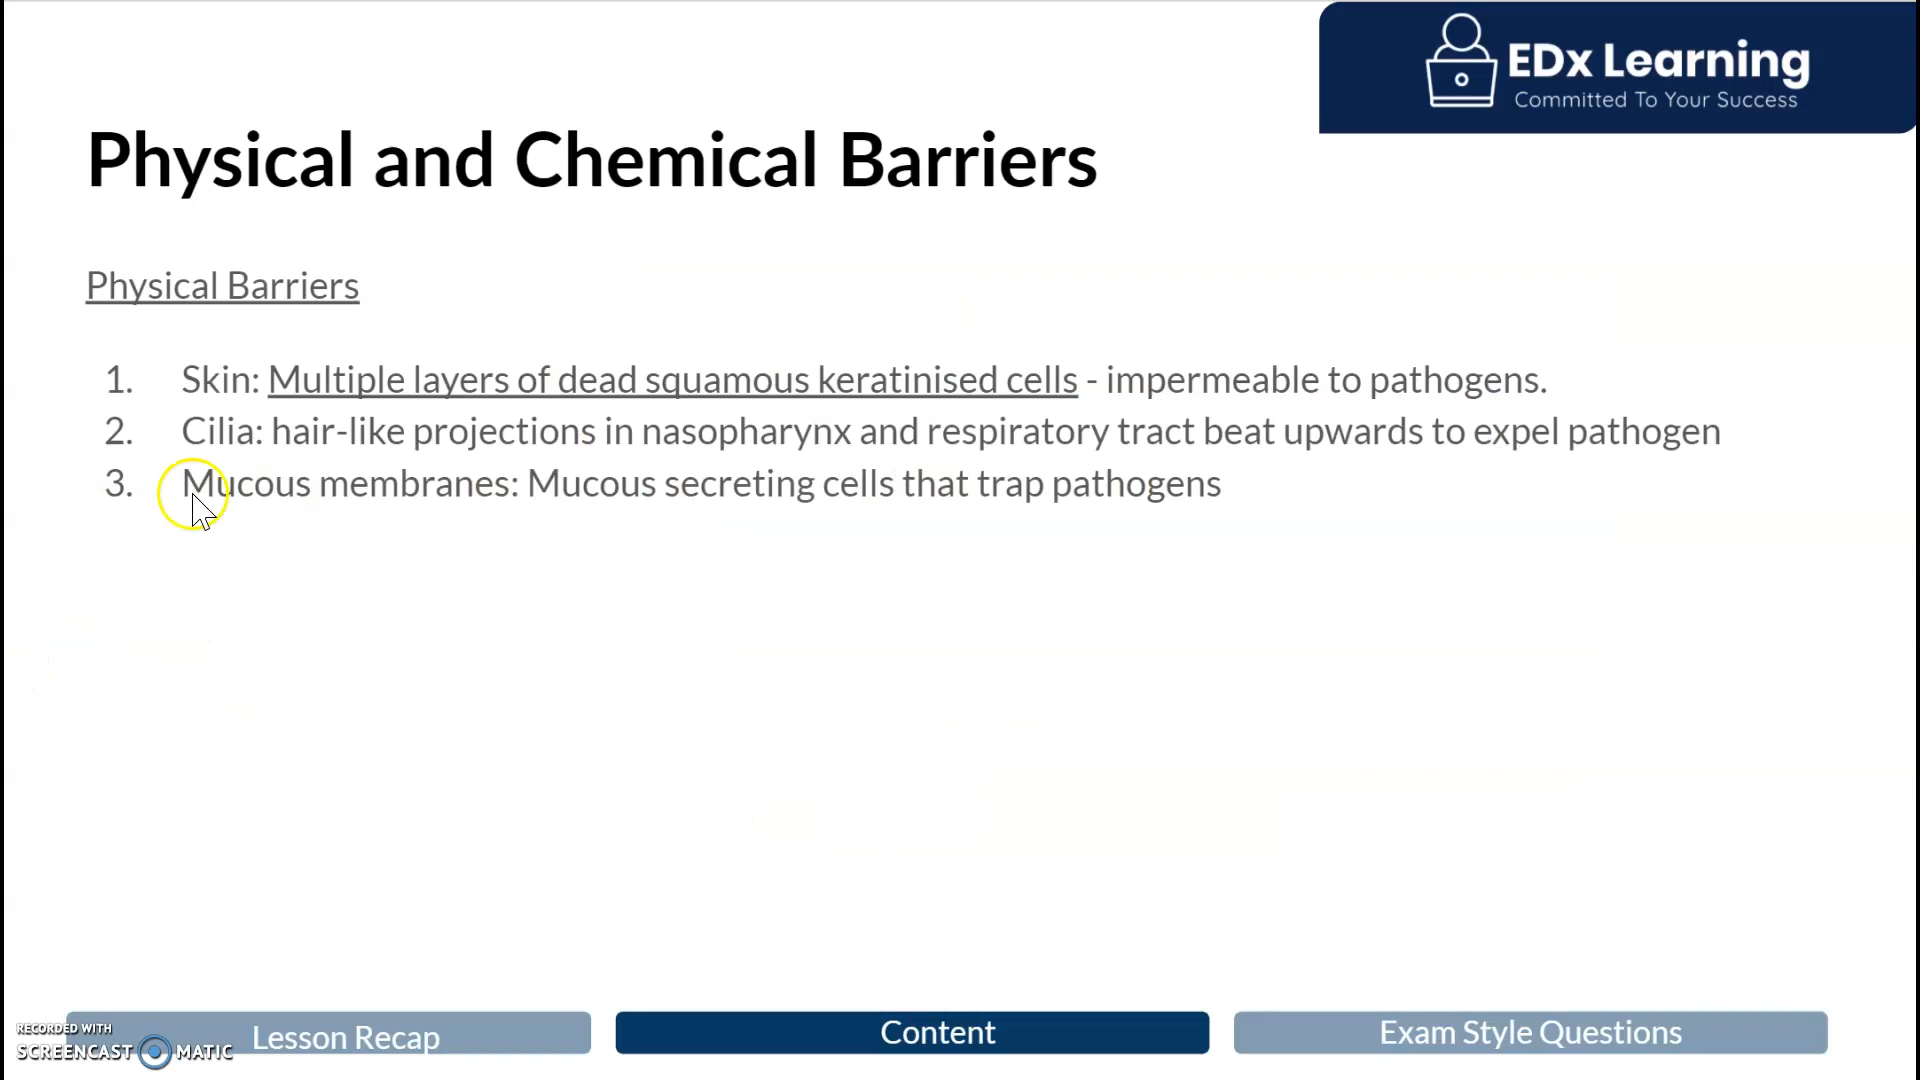 EDx Learning
Committed To Your Success
Physical and Chemical Barriers
Physical Barriers
1. Skin: Multiple layers of dead squamous keratinised cells - impermeable to pathogens.
2. Cilia: hair-like projections in nasopharynx and respiratory tract beat upwards to expel pathogen
3. Mucous membranes: Mucous secreting cells that trap pathogens
RECORDED WITH
SCREENCAST MATIC
Lesson Recap
Content
Exam Style Questions